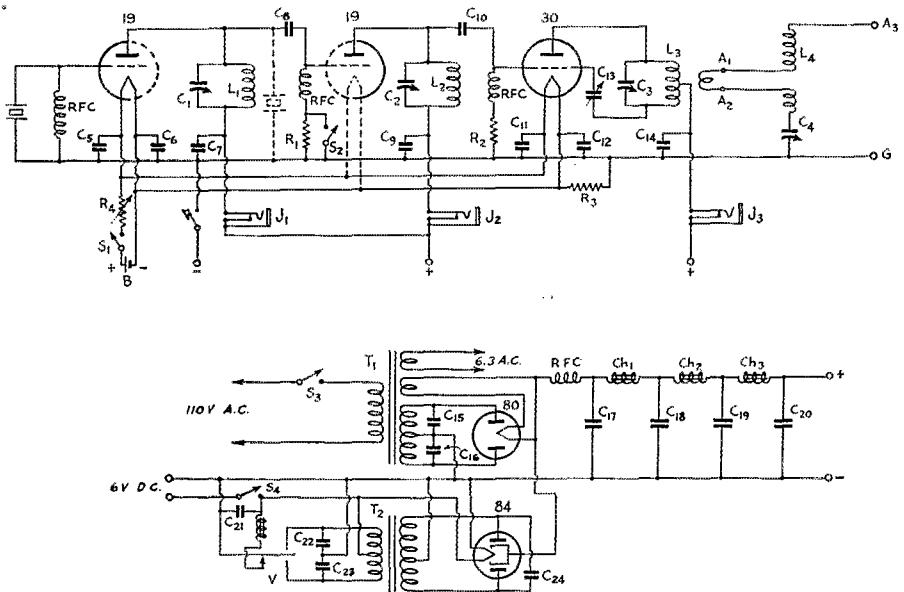 19 C8 19 C10 30 A3
L3 L4
C1 L1 C2 L2 C13 C3 A1
RFC RFC RFC A2
C5 C6 C7 R1 S2 C9 R2 C11 C12 C14 C4
G
R4 R3
J1 J2 J3
S1
+ B - = + +
T1 6.3 A.C. RFC Ch1 Ch2 Ch3
+
S3
110V A.C. C15 80 C17 C18 C19 C20
C16
-
6V D.C. S4 T2 84
C21
C22
C23 C24
V